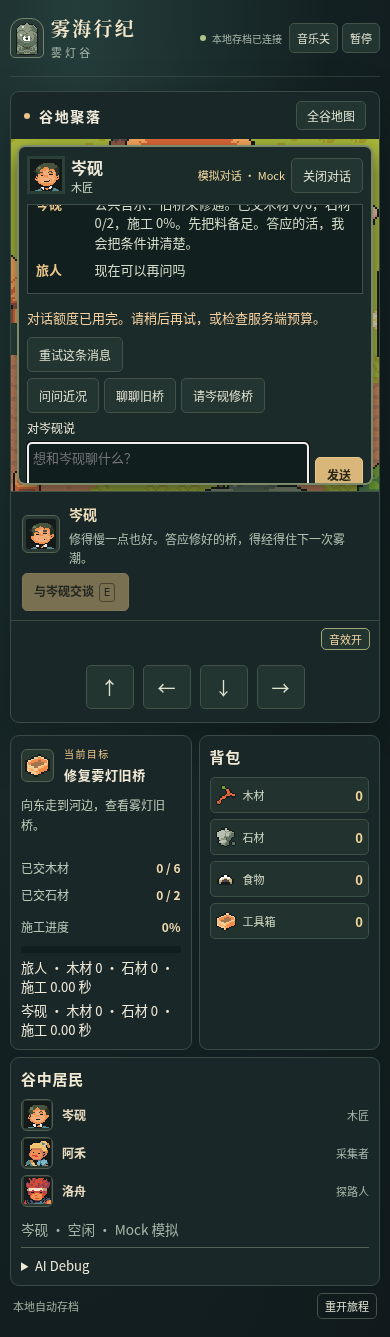 雾海行纪
雾灯谷
本地存档已连接
音乐关
暂停
谷地聚落
全谷地图
岑砚
木匠
模拟对话 · Mock
关闭对话
0/2，施工 0%。先把料备足。答应的活，我
会把条件讲清楚。
旅人
现在可以再问吗
对话额度已用完。请稍后再试，或检查服务端预算。
重试这条消息
问问近况
聊聊旧桥
请岑砚修桥
对岑砚说
想和岑砚聊什么？
发送
岑砚
修得慢一点也好。答应修好的桥，得经得住下一次雾
潮。
与岑砚交谈 E
音效开
↑
←
↓
→
当前目标
修复雾灯旧桥
向东走到河边，查看雾灯旧
桥。
已交木材 0 / 6
已交石材 0 / 2
施工进度 0%
旅人 · 木材 0 · 石材 0 ·
施工 0.00 秒
岑砚 · 木材 0 · 石材 0 ·
施工 0.00 秒
背包
木材 0
石材 0
食物 0
工具箱 0
谷中居民
岑砚 木匠
阿禾 采集者
洛舟 探路人
岑砚 · 空闲 · Mock 模拟
▶ AI Debug
本地自动存档
重开旅程